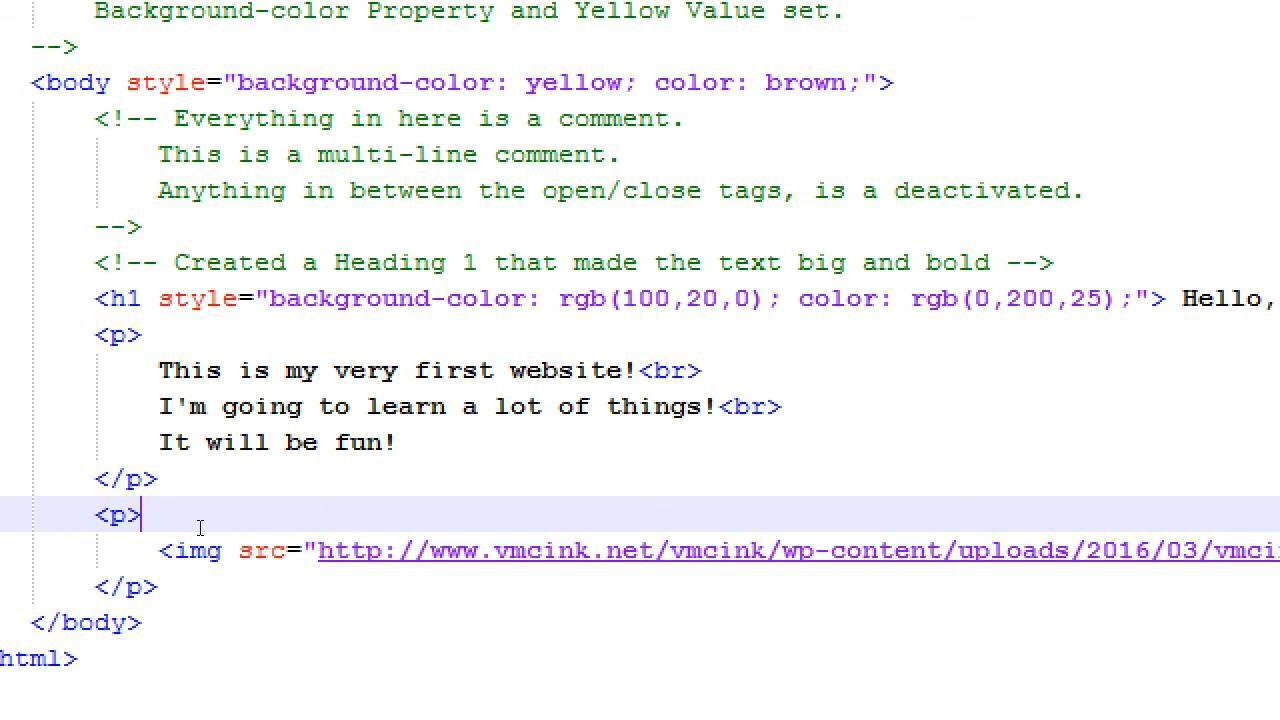 Background-color Property and Yellow Value set.
-->
<body style="background-color: yellow; color: brown;">
<!-- Everything in here is a comment.
This is a multi-line comment.
Anything in between the open/close tags, is a deactivated.
-->
<!-- Created a Heading 1 that made the text big and bold -->
<h1 style="background-color: rgb(100,20,0); color: rgb(0,200,25);"> Hello,
<p>
This is my very first website!<br>
I'm going to learn a lot of things!<br>
It will be fun!
</p>
<p>
<img src="http://www.vmcink.net/vmcink/wp-content/uploads/2016/03/vmci
</p>
</body>
html>